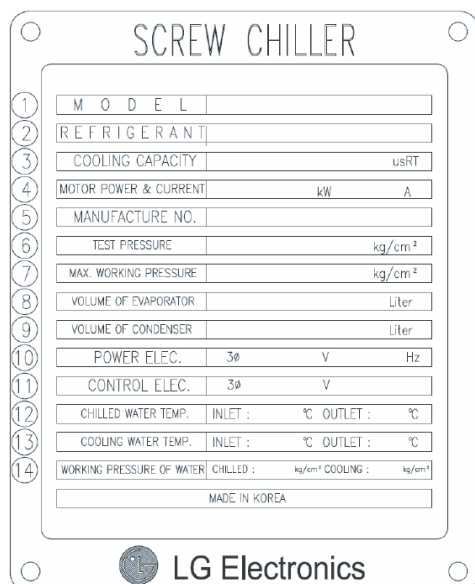 SCREW CHILLER
1 MODEL
2 REFRIGERANT
3 COOLING CAPACITY usRT
4 MOTOR POWER & CURRENT kW A
5 MANUFACTURE NO.
6 TEST PRESSURE kg/cm²
7 MAX. WORKING PRESSURE kg/cm²
8 VOLUME OF EVAPORATOR Liter
9 VOLUME OF CONDENSER Liter
10 POWER ELEC. 3ø V Hz
11 CONTROL ELEC. 3ø V
12 CHILLED WATER TEMP. INLET : ℃ OUTLET : ℃
13 COOLING WATER TEMP. INLET : ℃ OUTLET : ℃
14 WORKING PRESSURE OF WATER CHILLED : kg/cm² COOLING : kg/cm²
MADE IN KOREA
LG Electronics